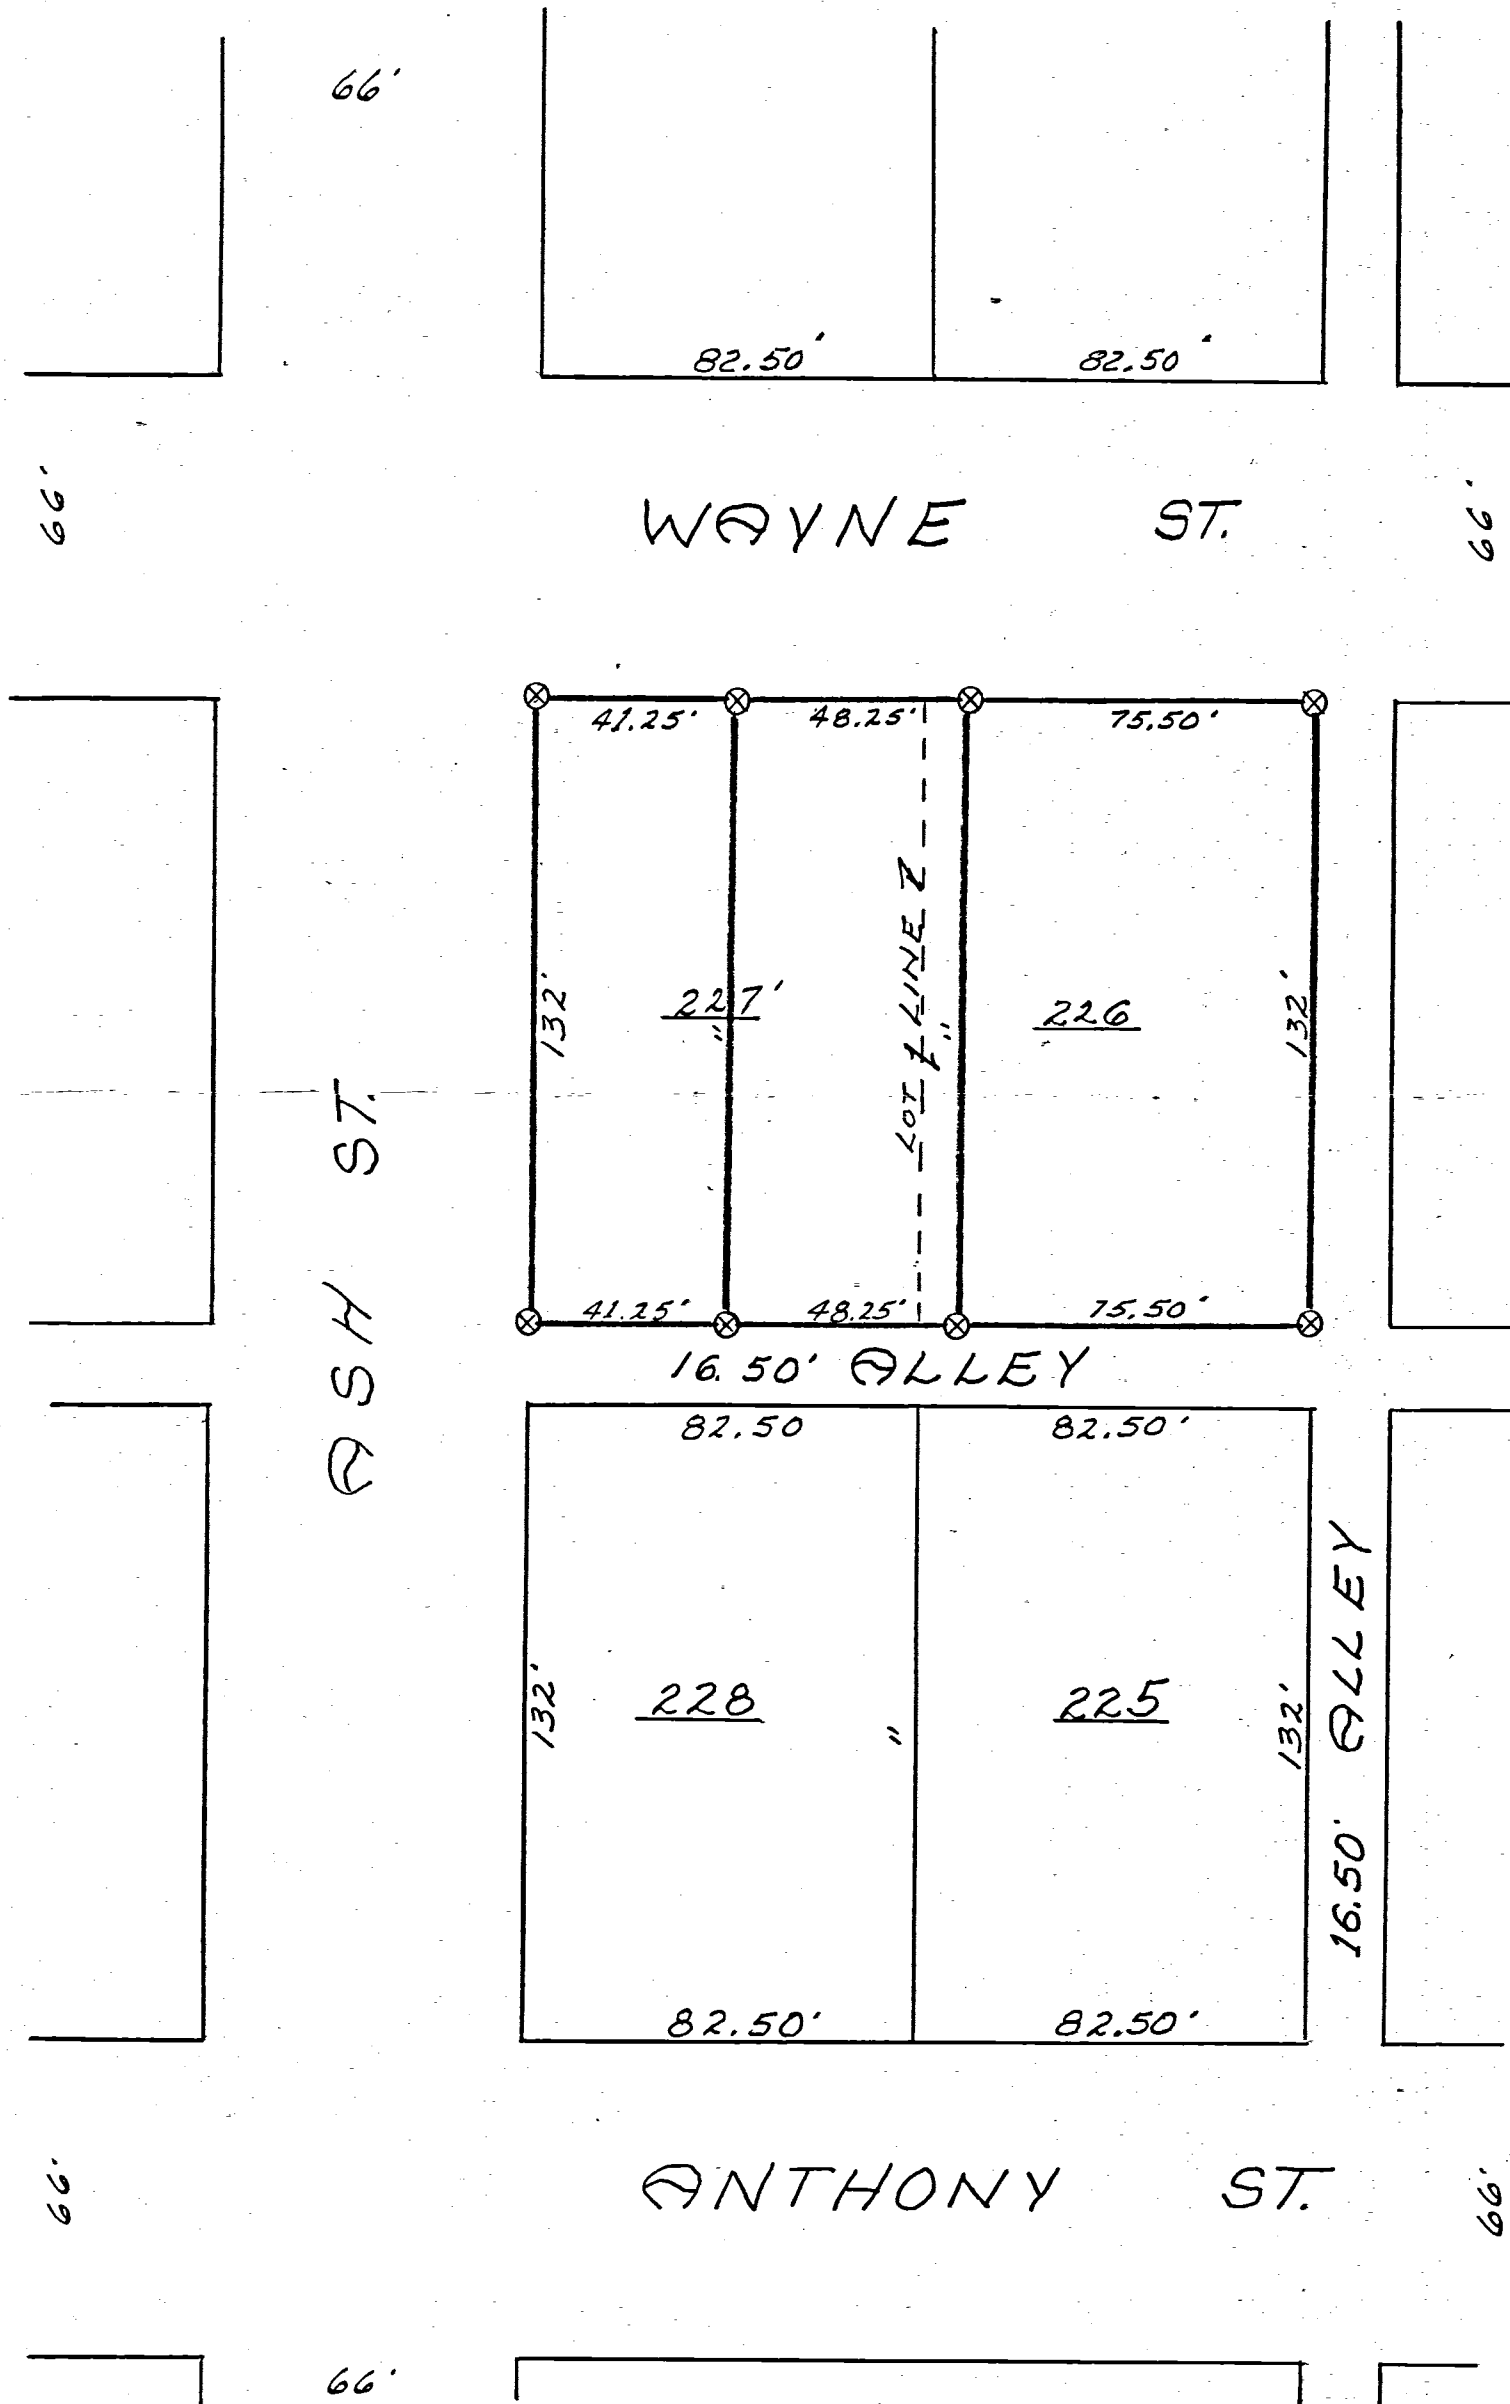 66'
82.50' 82.50'
66' WAYNE ST. 66'
41.25' 48.25' 75.50'
132' 227' " LOT LINE " 226 132'
ASH ST.
41.25' 48.25' 75.50'
16.50' ALLEY
82.50 82.50'
132' 228 " 225 132'
16.50' ALLEY
82.50' 82.50'
66' ANTHONY ST. 66'
66'